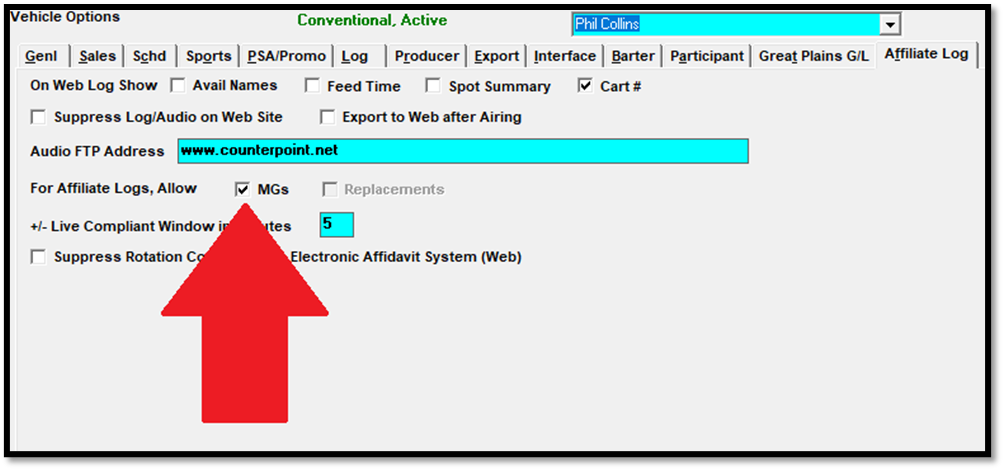 Vehicle Options Conventional, Active Phil Collins
Genl Sales Schd Sports PSA/Promo Log Producer Export Interface Barter Participant Great Plains G/L Affiliate Log
On Web Log Show Avail Names Feed Time Spot Summary Cart #
Suppress Log/Audio on Web Site Export to Web after Airing
Audio FTP Address www.counterpoint.net
For Affiliate Logs, Allow MGs Replacements
+/- Live Compliant Window in utes 5
Suppress Rotation Co Electronic Affidavit System (Web)